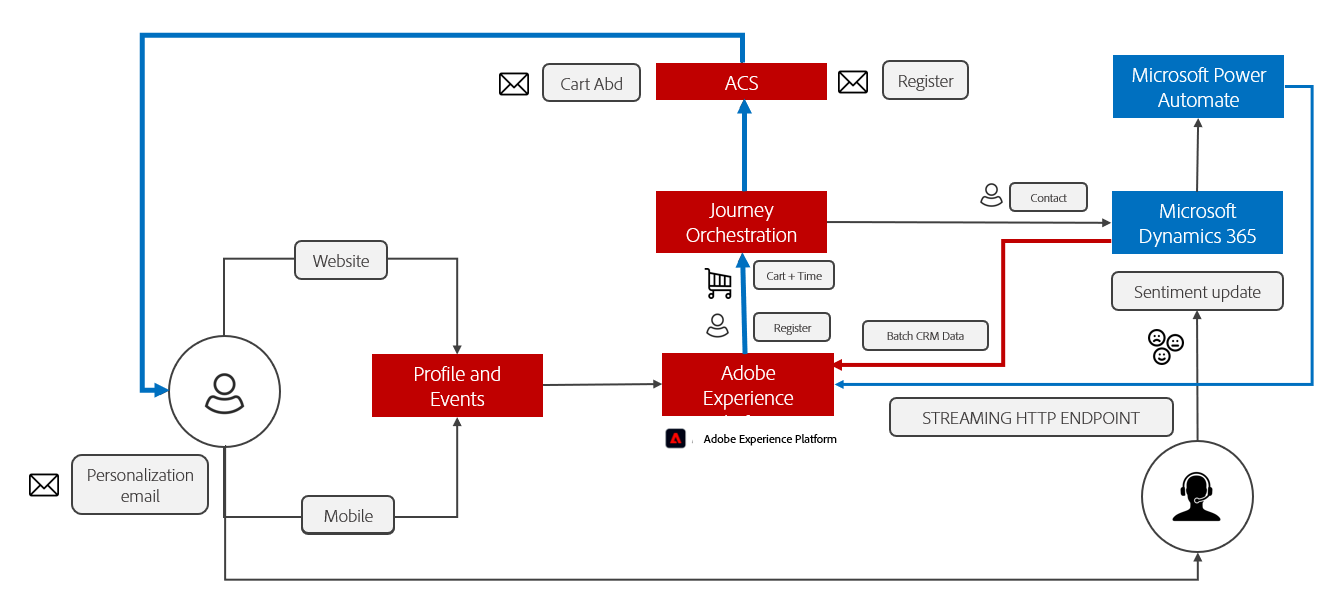 Cart Abd
ACS
Register
Microsoft Power
Automate
Journey
Orchestration
Contact
Microsoft
Dynamics 365
Website
Cart + Time
Sentiment update
Register
Batch CRM Data
Profile and
Events
Adobe
Experience
STREAMING HTTP ENDPOINT
Adobe Experience Platform
Personalization
email
Mobile